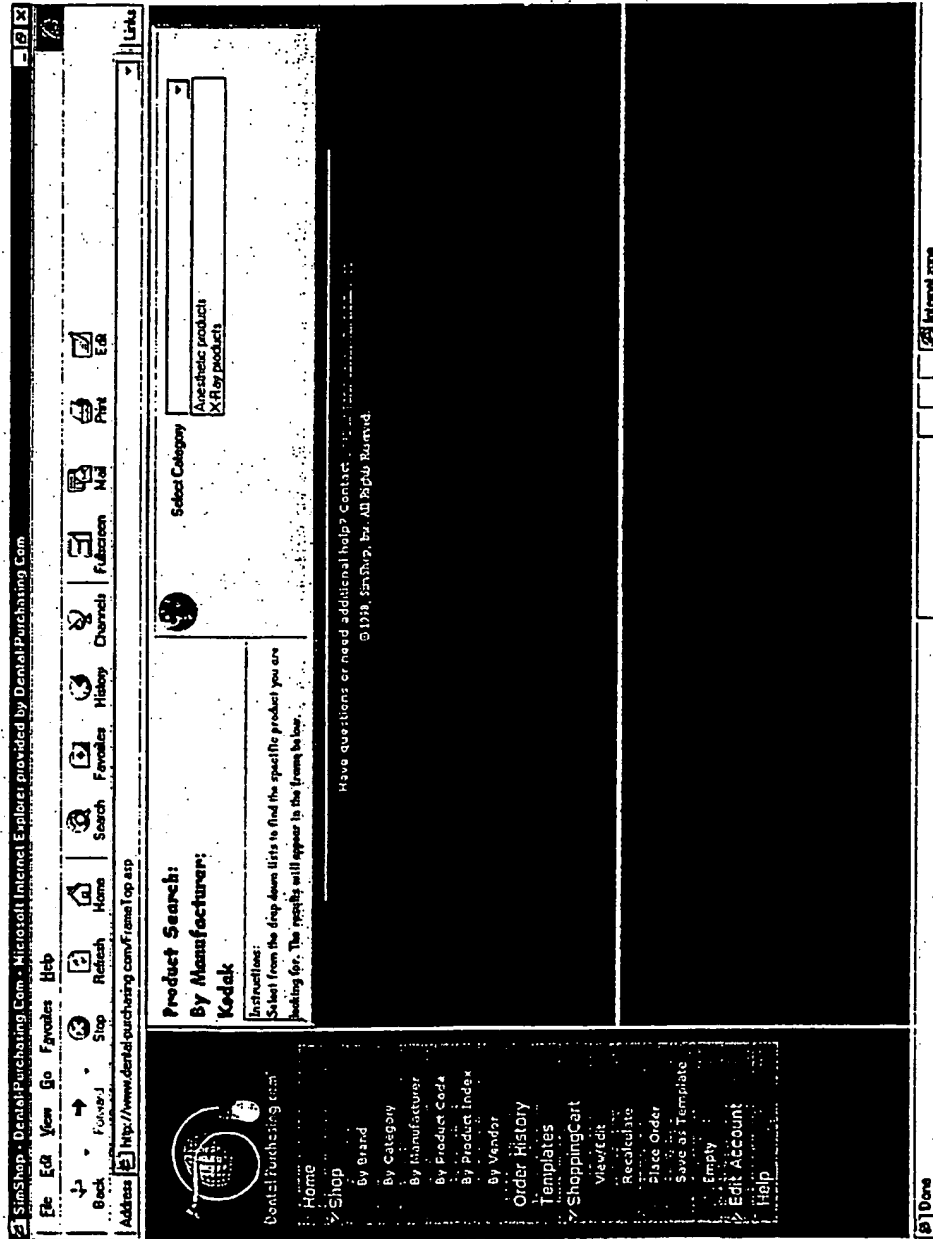 SimShop - Dental-Purchasing.Com - Microsoft Internet Explorer provided by Dental-Purchasing.Com
File Edit View Go Favorites Help
Back Forward Stop Refresh Home Search Favorites History Channels Fullscreen Mail Print Edit
Address http://www.dental-purchasing.com/FrameTop.asp Links
Dental Purchasing.com
Home
Shop
By Brand
By Category
By Manufacturer
By Product Code
By Product Index
By Vendor
Order History
Templates
ShoppingCart
View/Edit
Recalculate
Place Order
Save as Template
Empty
Edit Account
Help
Product Search:
By Manufacturer:
Kodak
Instructions:
Select from the drop down lists to find the specific product you are
looking for. The results will appear in the frame below.
Select Category
Anesthetic products
X-Ray products
Have questions or need additional help? Contact
©1998, SimShop, Inc. All Rights Reserved.
Done Internet zone